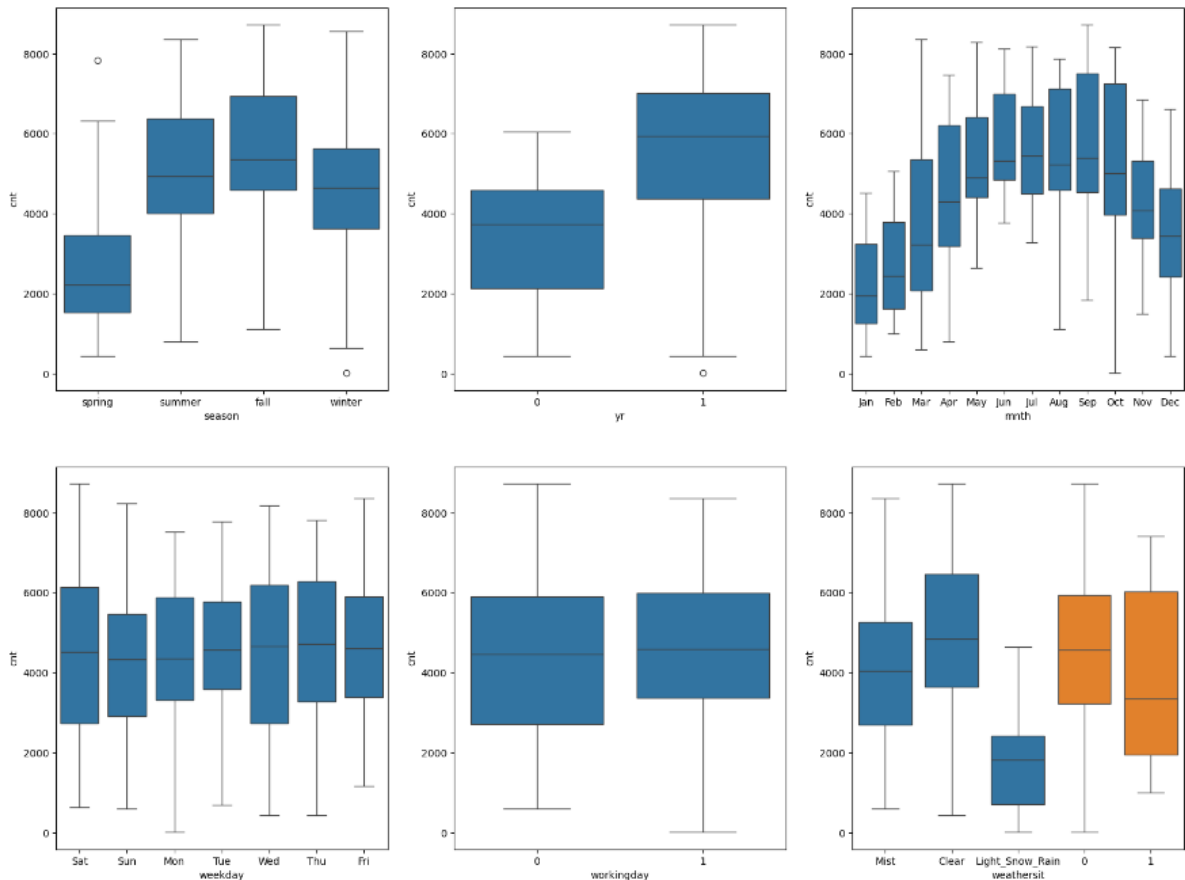 8000
6000
4000
2000
0
cnt
spring summer fall winter
season
8000
6000
4000
2000
0
cnt
0 1
yr
8000
6000
4000
2000
0
cnt
Jan Feb Mar Apr May Jun Jul Aug Sep Oct Nov Dec
mnth
8000
6000
4000
2000
0
cnt
Sat Sun Mon Tue Wed Thu Fri
weekday
8000
6000
4000
2000
0
cnt
0 1
workingday
8000
6000
4000
2000
0
cnt
Mist Clear Light_Snow_Rain 0 1
weathersit